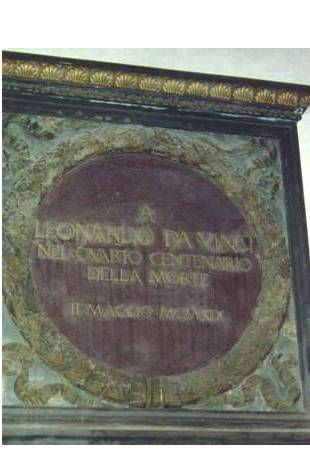 A
LEONARDO DA VINCI
NEL QVARTO CENTENARIO
DELLA MORTE
II MAGGIO MCMXIX